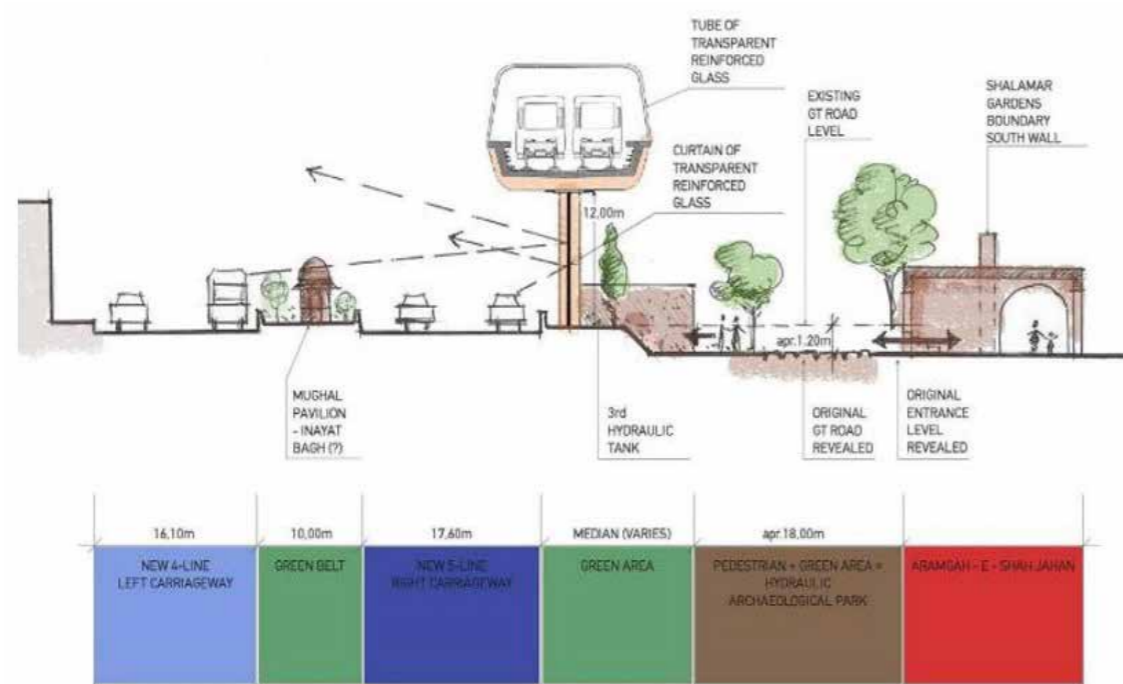 TUBE OF
TRANSPARENT
REINFORCED
GLASS
EXISTING
GT ROAD
LEVEL
SHALAMAR
GARDENS
BOUNDARY
SOUTH WALL
CURTAIN OF
TRANSPARENT
REINFORCED
GLASS
12,00m
apr.1.20m
MUGHAL
PAVILION
- INAYAT
BAGH (?)
3rd
HYDRAULIC
TANK
ORIGINAL
GT ROAD
REVEALED
ORIGINAL
ENTRANCE
LEVEL
REVEALED
16,10m
10,00m
17,60m
MEDIAN (VARIES)
apr.18,00m
NEW 4-LINE
LEFT CARRIAGEWAY
GREEN BELT
NEW 5-LINE
RIGHT CARRIAGEWAY
GREEN AREA
PEDESTRIAN + GREEN AREA =
HYDRAULIC
ARCHAEOLOGICAL PARK
ARAMGAH - E - SHAH JAHAN